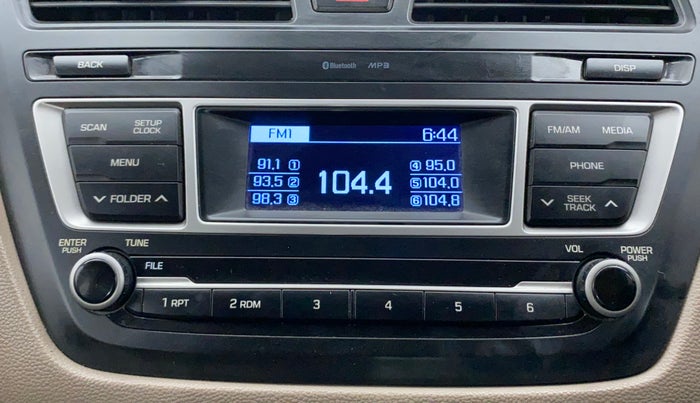 BACK
Bluetooth MP3
DISP
SCAN SETUP CLOCK
FM1 6:44
FM/AM MEDIA
MENU
91.1 1 4 95.0
93.5 2 104.4 5 104.0
98.3 3 6 104.8
PHONE
FOLDER
SEEK TRACK
ENTER PUSH
TUNE
VOL
POWER PUSH
FILE
1 RPT 2 RDM 3 4 5 6